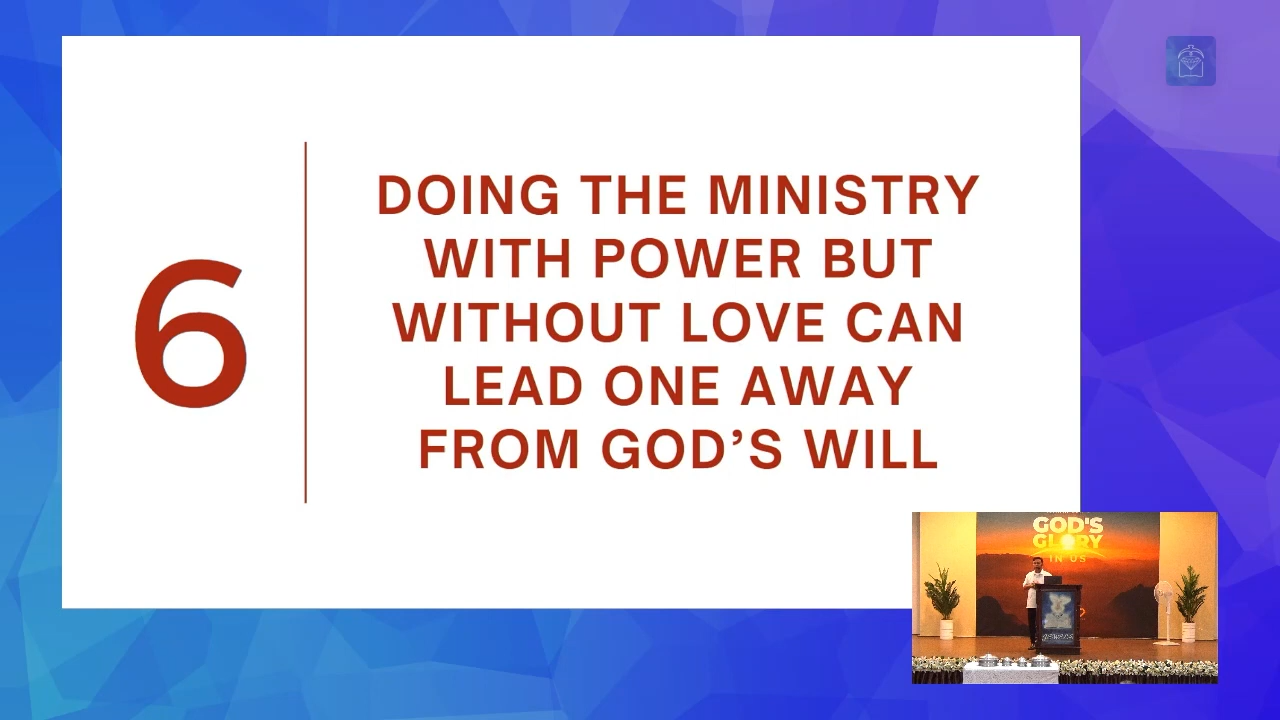 6
DOING THE MINISTRY
WITH POWER BUT
WITHOUT LOVE CAN
LEAD ONE AWAY
FROM GOD’S WILL
GOD'S
GLORY
IN US